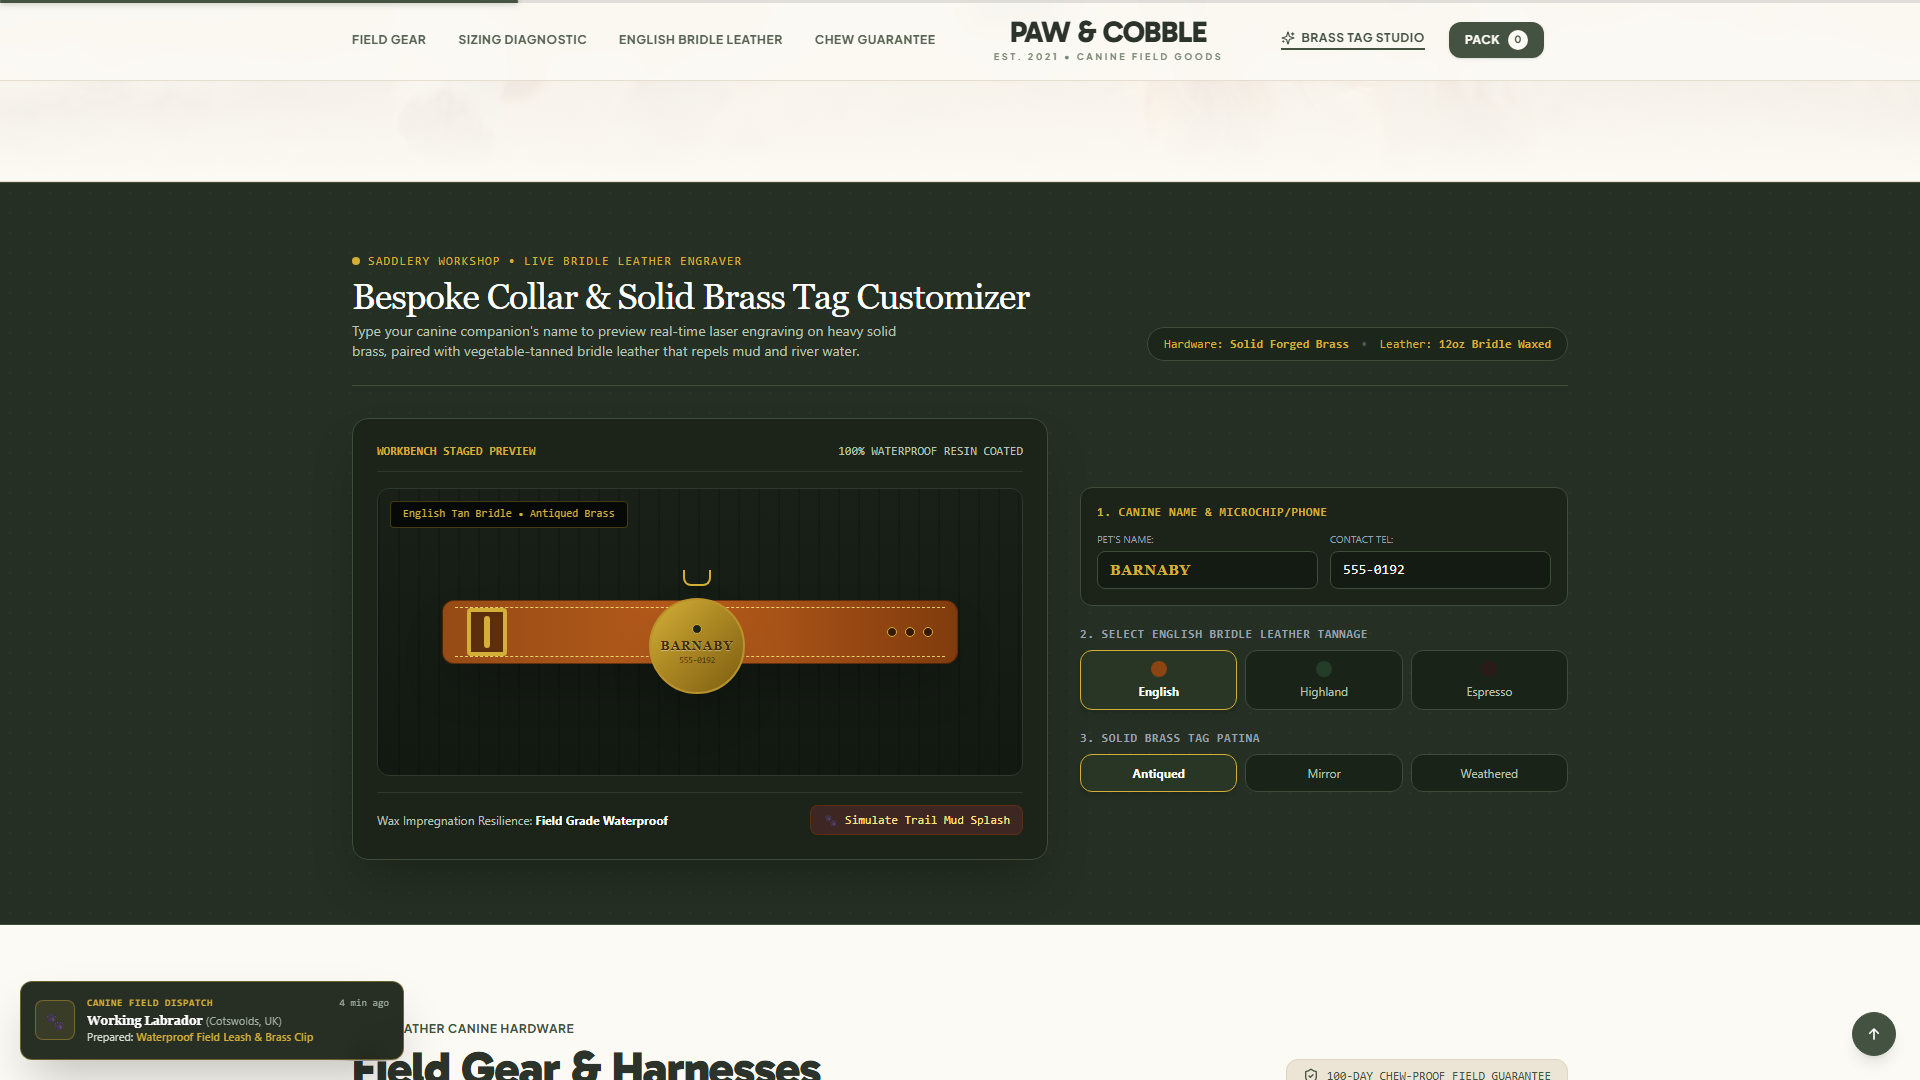 FIELD GEAR
SIZING DIAGNOSTIC
ENGLISH BRIDLE LEATHER
CHEW GUARANTEE
PAW & COBBLE
EST. 2021 • CANINE FIELD GOODS
BRASS TAG STUDIO
PACK 0
SADDLERY WORKSHOP • LIVE BRIDLE LEATHER ENGRAVER
Bespoke Collar & Solid Brass Tag Customizer
Type your canine companion's name to preview real-time laser engraving on heavy solid
brass, paired with vegetable-tanned bridle leather that repels mud and river water.
Hardware: Solid Forged Brass • Leather: 12oz Bridle Waxed
WORKBENCH STAGED PREVIEW
100% WATERPROOF RESIN COATED
English Tan Bridle • Antiqued Brass
BARNABY
555-0192
Wax Impregnation Resilience: Field Grade Waterproof
Simulate Trail Mud Splash
1. CANINE NAME & MICROCHIP/PHONE
PET'S NAME:
CONTACT TEL:
BARNABY
555-0192
2. SELECT ENGLISH BRIDLE LEATHER TANNAGE
English
Highland
Espresso
3. SOLID BRASS TAG PATINA
Antiqued
Mirror
Weathered
CANINE FIELD DISPATCH
4 min ago
Working Labrador (Cotswolds, UK)
Prepared: Waterproof Field Leash & Brass Clip
ATHER CANINE HARDWARE
Field Gear & Harnesses
100-DAY CHEW-PROOF FIELD GUARANTEE